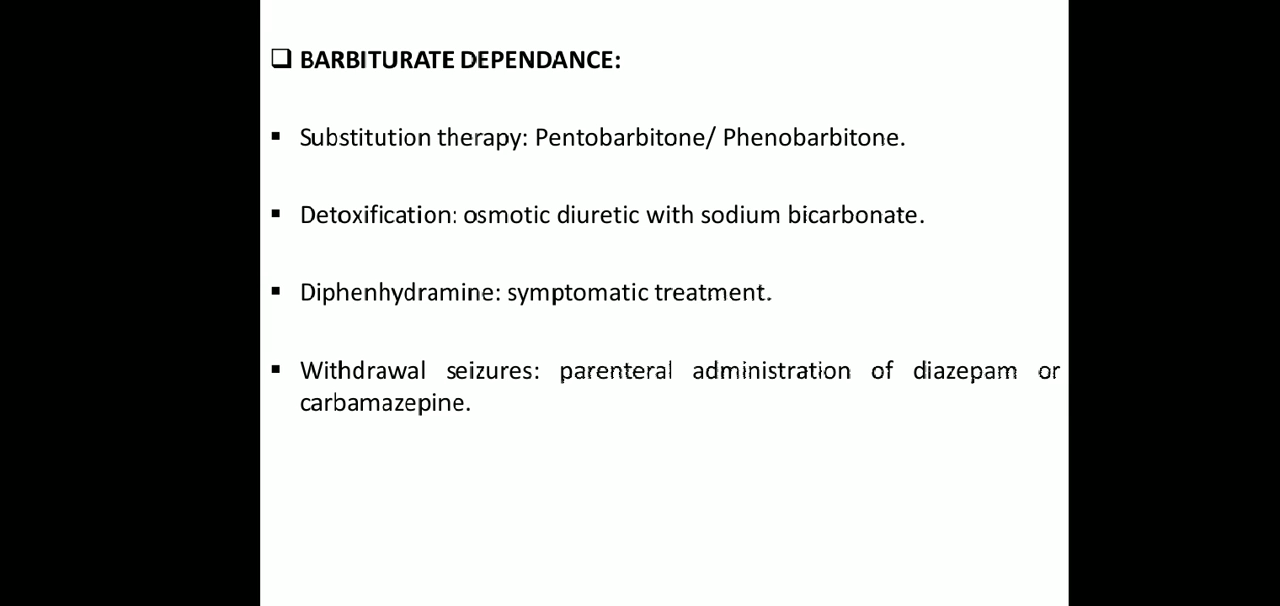 ❑ BARBITURATE DEPENDANCE:
▪ Substitution therapy: Pentobarbitone/ Phenobarbitone.
▪ Detoxification: osmotic diuretic with sodium bicarbonate.
▪ Diphenhydramine: symptomatic treatment.
▪ Withdrawal seizures: parenteral administration of diazepam or
carbamazepine.